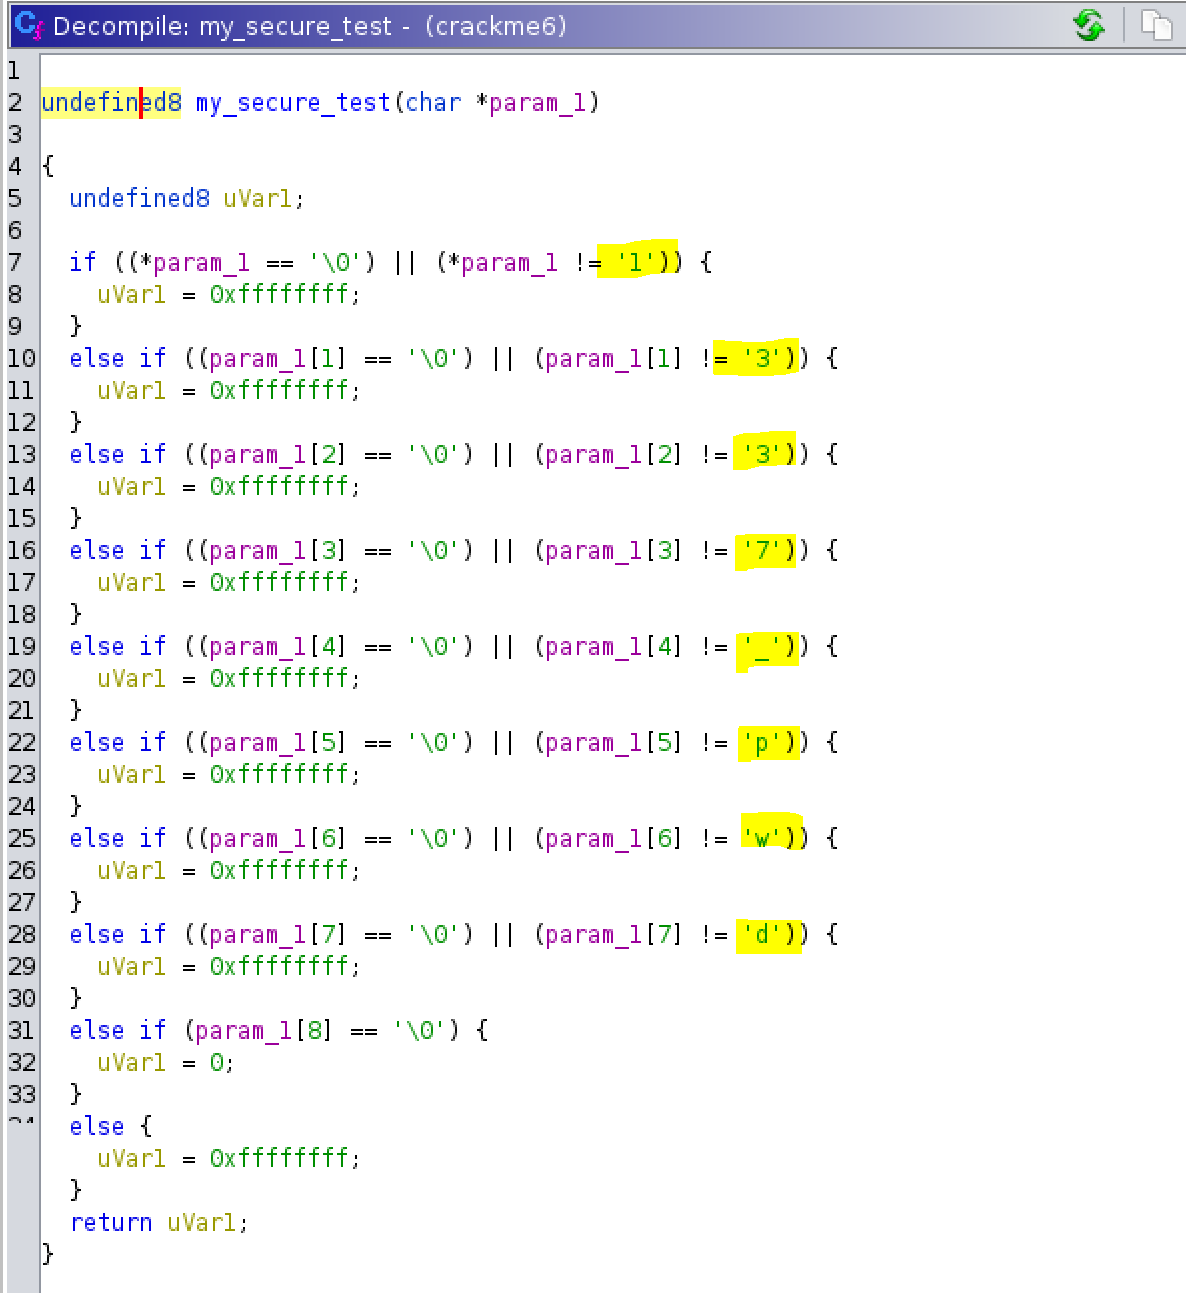 Decompile: my_secure_test - (crackme6)
1
2 undefined8 my_secure_test(char *param_1)
3
4 {
5 undefined8 uVar1;
6
7 if ((*param_1 == '\0') || (*param_1 != '1')) {
8 uVar1 = 0xffffffff;
9 }
10 else if ((param_1[1] == '\0') || (param_1[1] != '3')) {
11 uVar1 = 0xffffffff;
12 }
13 else if ((param_1[2] == '\0') || (param_1[2] != '3')) {
14 uVar1 = 0xffffffff;
15 }
16 else if ((param_1[3] == '\0') || (param_1[3] != '7')) {
17 uVar1 = 0xffffffff;
18 }
19 else if ((param_1[4] == '\0') || (param_1[4] != '_')) {
20 uVar1 = 0xffffffff;
21 }
22 else if ((param_1[5] == '\0') || (param_1[5] != 'p')) {
23 uVar1 = 0xffffffff;
24 }
25 else if ((param_1[6] == '\0') || (param_1[6] != 'w')) {
26 uVar1 = 0xffffffff;
27 }
28 else if ((param_1[7] == '\0') || (param_1[7] != 'd')) {
29 uVar1 = 0xffffffff;
30 }
31 else if (param_1[8] == '\0') {
32 uVar1 = 0;
33 }
else {
uVar1 = 0xffffffff;
}
return uVar1;
}